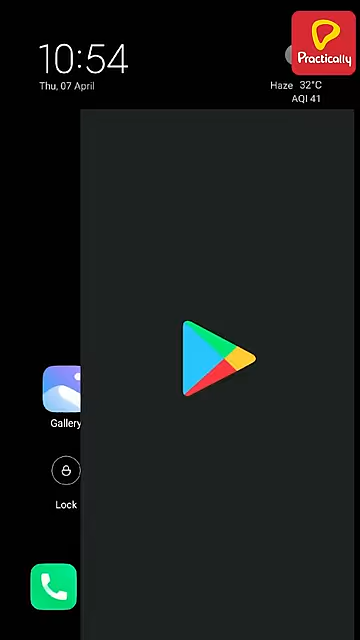 10:54
Thu, 07 April
Practically
Haze 32°C
AQI 41
Gallery
Lock